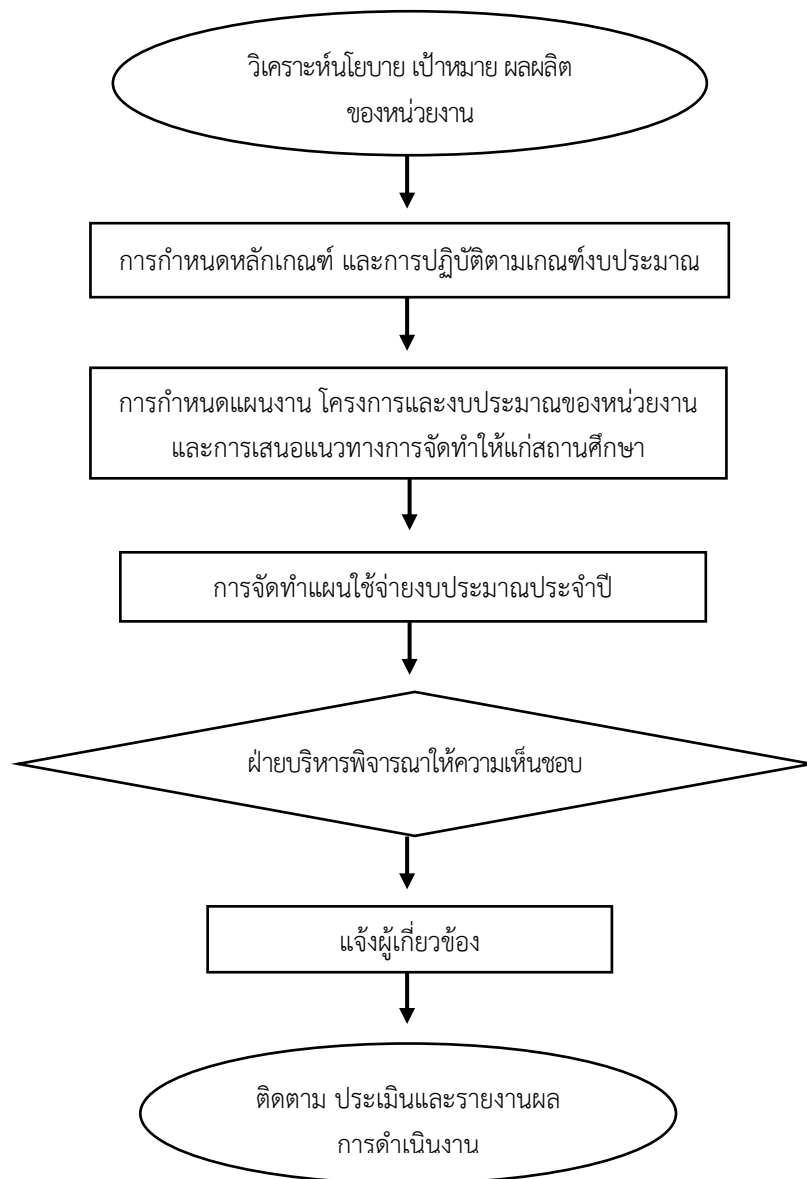 วิเคราะห์นโยบาย เป้าหมาย ผลผลิต
ของหน่วยงาน
การกำหนดหลักเกณฑ์ และการปฏิบัติตามเกณฑ์งบประมาณ
การกำหนดแผนงาน โครงการและงบประมาณของหน่วยงาน
และการเสนอแนวทางการจัดทำให้แก่สถานศึกษา
การจัดทำแผนใช้จ่ายงบประมาณประจำปี
ฝ่ายบริหารพิจารณาให้ความเห็นชอบ
แจ้งผู้เกี่ยวข้อง
ติดตาม ประเมินและรายงานผล
การดำเนินงาน